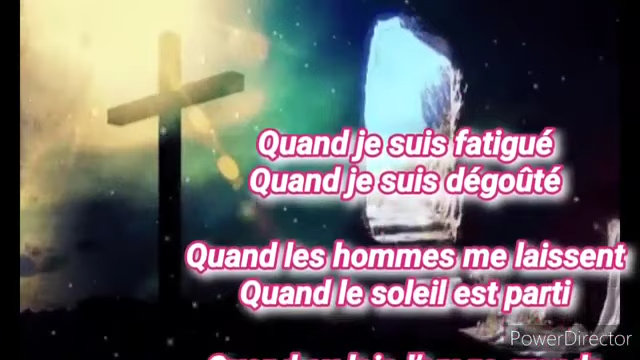 Quand je suis fatigué
Quand je suis dégoûté
Quand les hommes me laissent
Quand le soleil est parti
PowerDirector